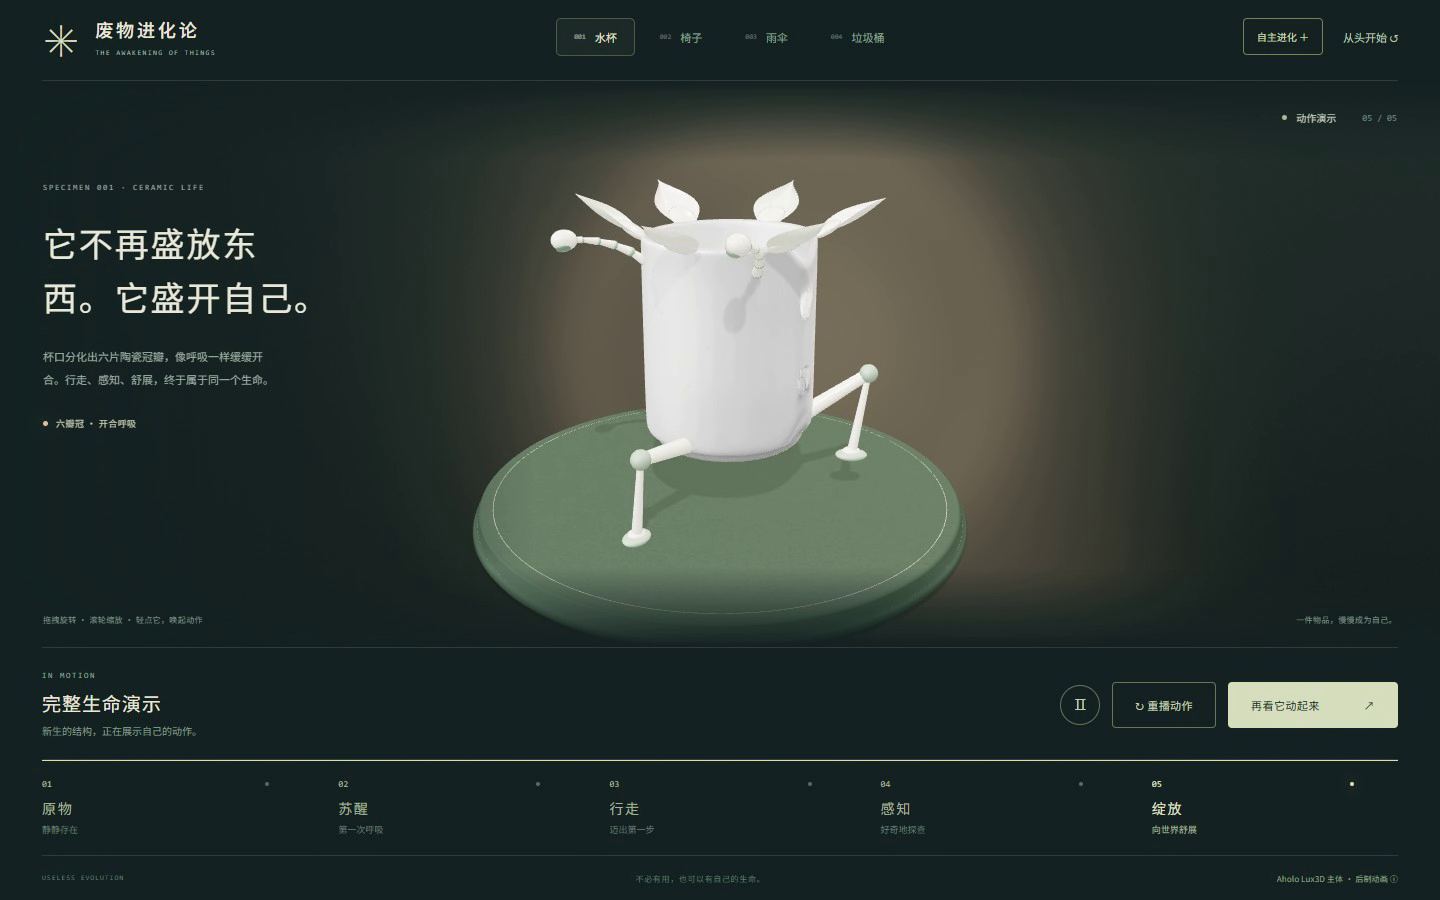 废物进化论
THE AWAKENING OF THINGS
001 水杯
002 椅子
003 雨伞
004 垃圾桶
自主进化 +
从头开始 ↺
动作演示 05 / 05
SPECIMEN 001 · CERAMIC LIFE
它不再盛放东
西。它盛开自己。
杯口分化出六片陶瓷冠瓣，像呼吸一样缓缓开
合。行走、感知、舒展，终于属于同一个生命。
六瓣冠 · 开合呼吸
拖拽旋转 · 滚轮缩放 · 轻点它，唤起动作
一件物品，慢慢成为自己。
IN MOTION
完整生命演示
新生的结构，正在展示自己的动作。
↻ 重播动作
再看它动起来 ↗
01
原物
静静存在
02
苏醒
第一次呼吸
03
行走
迈出第一步
04
感知
好奇地探查
05
绽放
向世界舒展
USELESS EVOLUTION
不必有用，也可以有自己的生命。
Aholo Lux3D 主体 · 后制动画 ⓘ